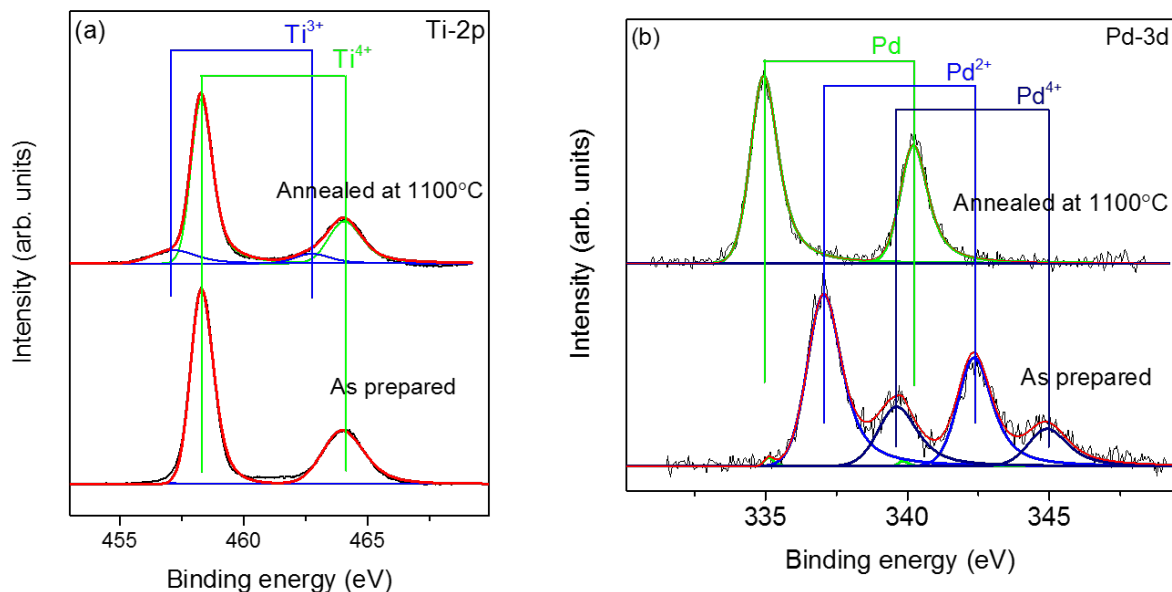 (a)
Ti-2p
Ti³⁺
Ti⁴⁺
Annealed at 1100°C
As prepared
Intensity (arb. units)
455
460
465
Binding energy (eV)
(b)
Pd-3d
Pd
Pd²⁺
Pd⁴⁺
Annealed at 1100°C
As prepared
Intensity (arb. units)
335
340
345
Binding energy (eV)